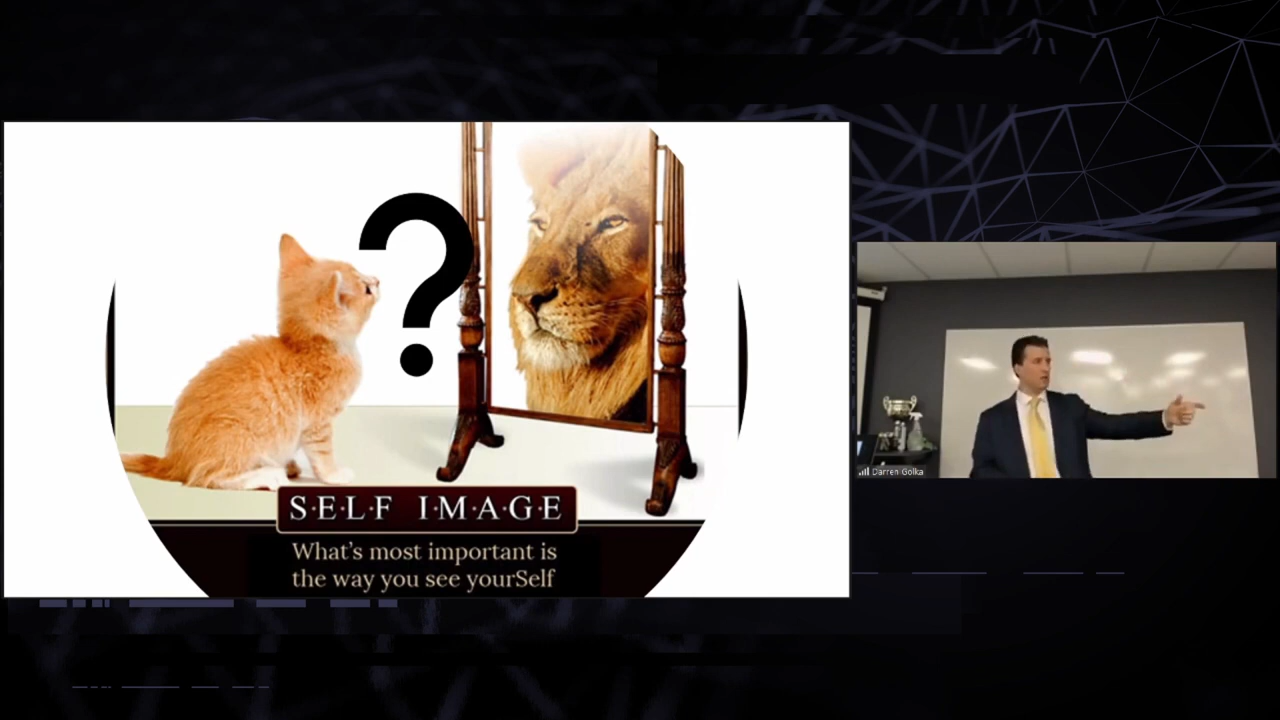 ?
S·E·L·F I·M·A·G·E
What's most important is
the way you see yourSelf
Darren Golka